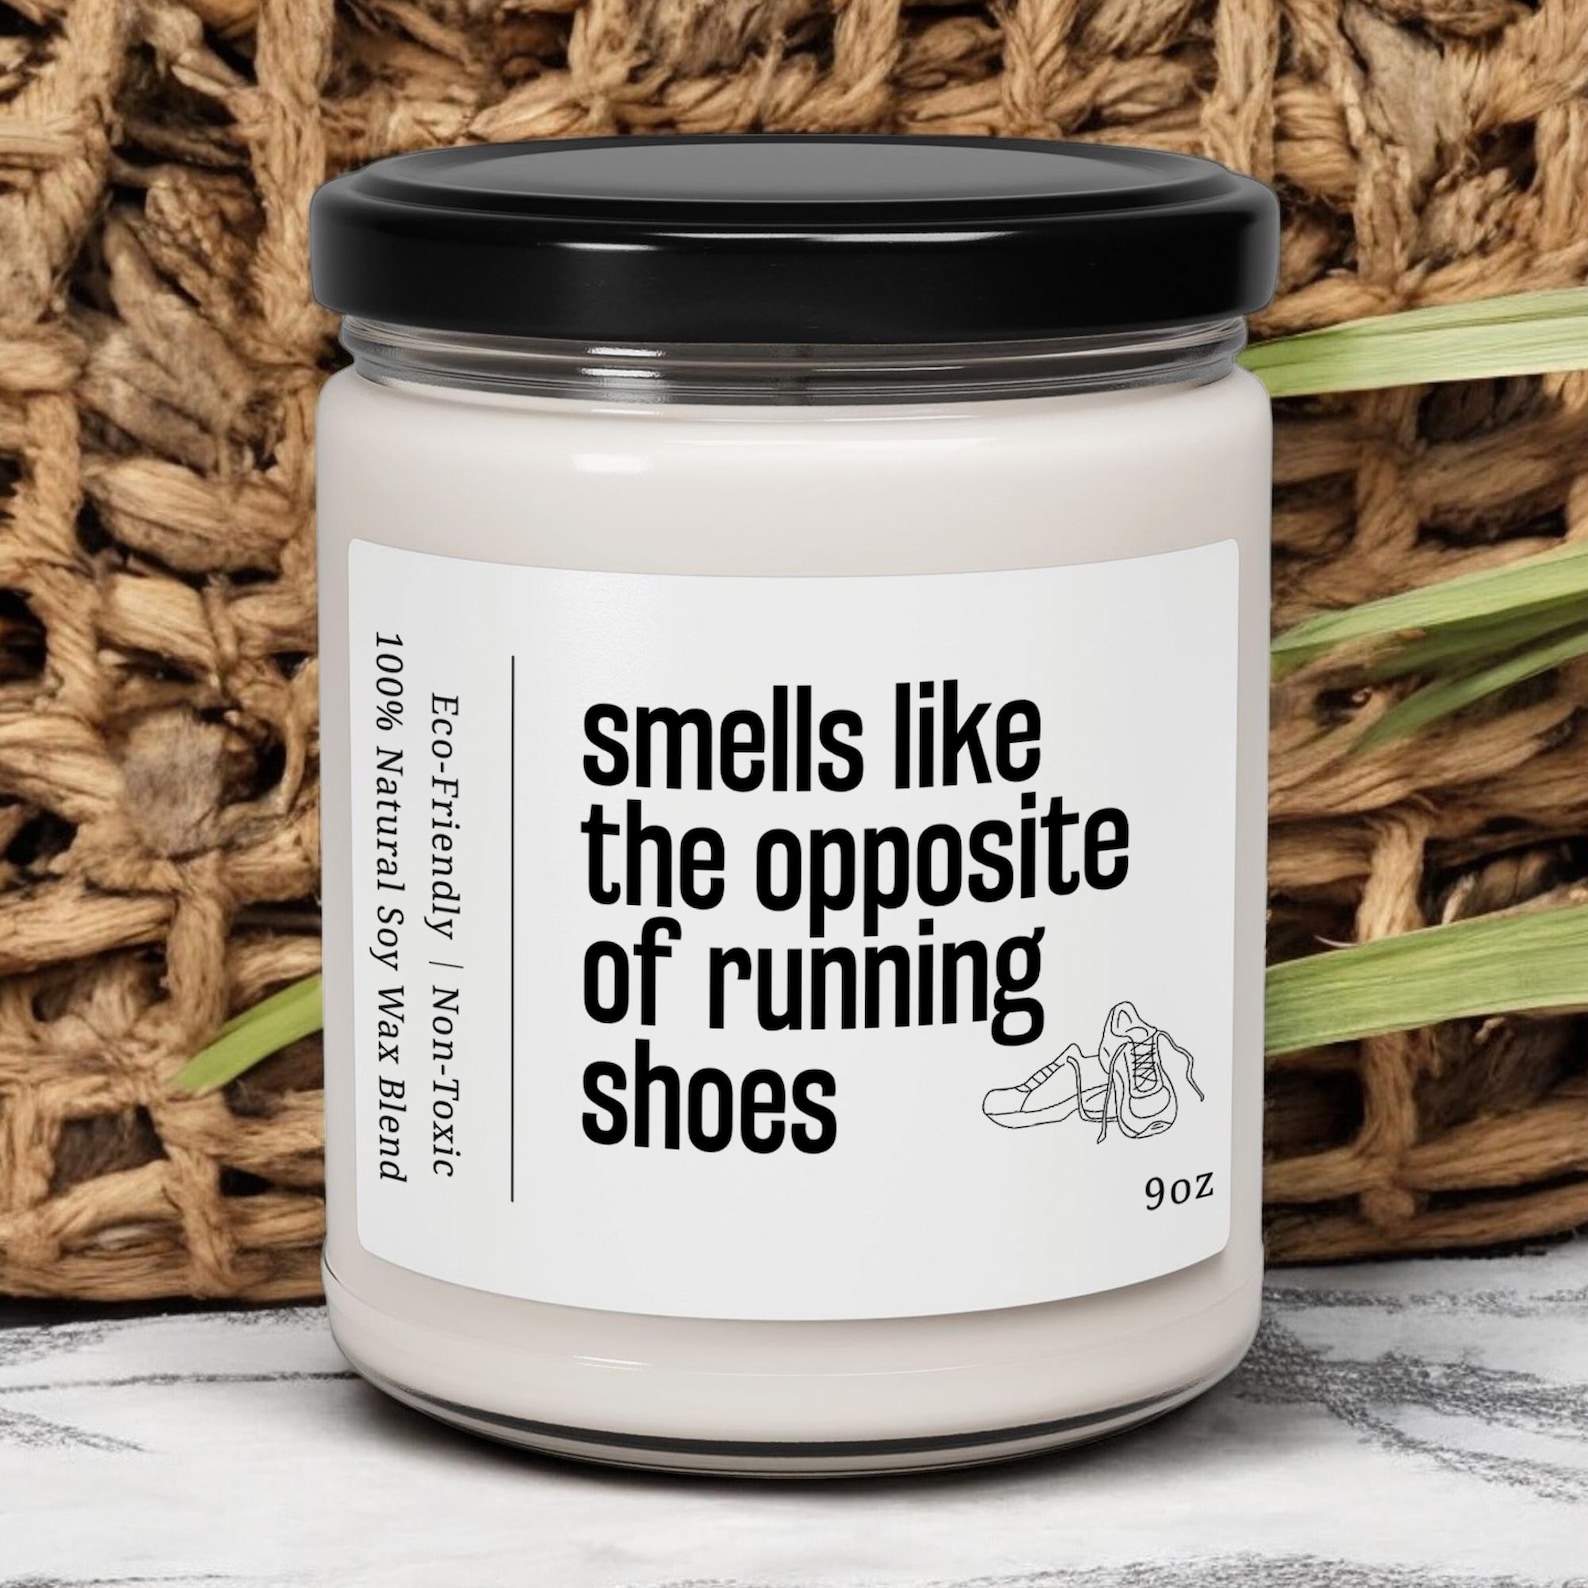 smells like
the opposite
of running
shoes
9oz
Eco-Friendly | Non-Toxic
100% Natural Soy Wax Blend